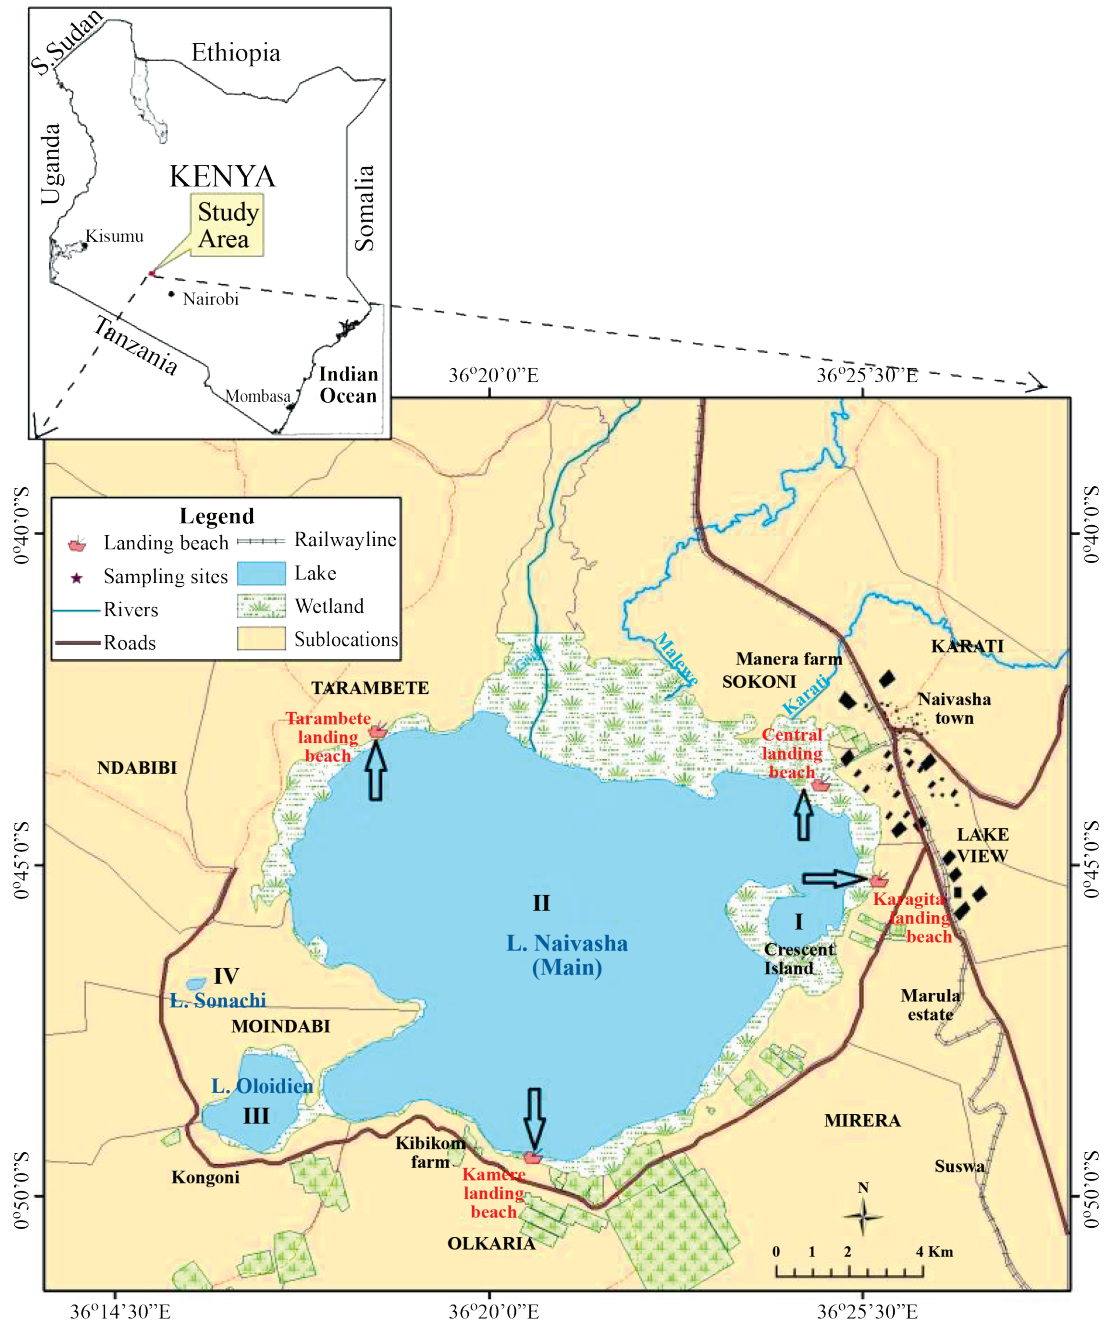 S.Sudan
Ethiopia
Uganda
KENYA
Somalia
Study
Area
Kisumu
Nairobi
Tanzania
Mombasa
Indian
Ocean
36°20’0’’E
36°25’30’’E
0°40’0’’S
0°40’0’’S
Legend
Landing beach
Railwayline
Sampling sites
Lake
Rivers
Wetland
Roads
Sublocations
KARATI
Malewe
Manera farm
SOKONI
Karati
TARAMBETE
Naivasha
town
Tarambete
landing
beach
Central
landing
beach
NDABIBI
LAKE
VIEW
0°45’0’’S
0°45’0’’S
II
I
Karagita
landing
beach
L. Naivasha
(Main)
Crescent
Island
IV
L. Sonachi
MOINDABI
Marula
estate
L. Oloidien
III
MIRERA
Kibikom
farm
Kongoni
Suswa
Kamere
landing
beach
N
0°50’0’’S
0°50’0’’S
OLKARIA
0 1 2 4 Km
36°14’30’’E
36°20’0’’E
36°25’30’’E